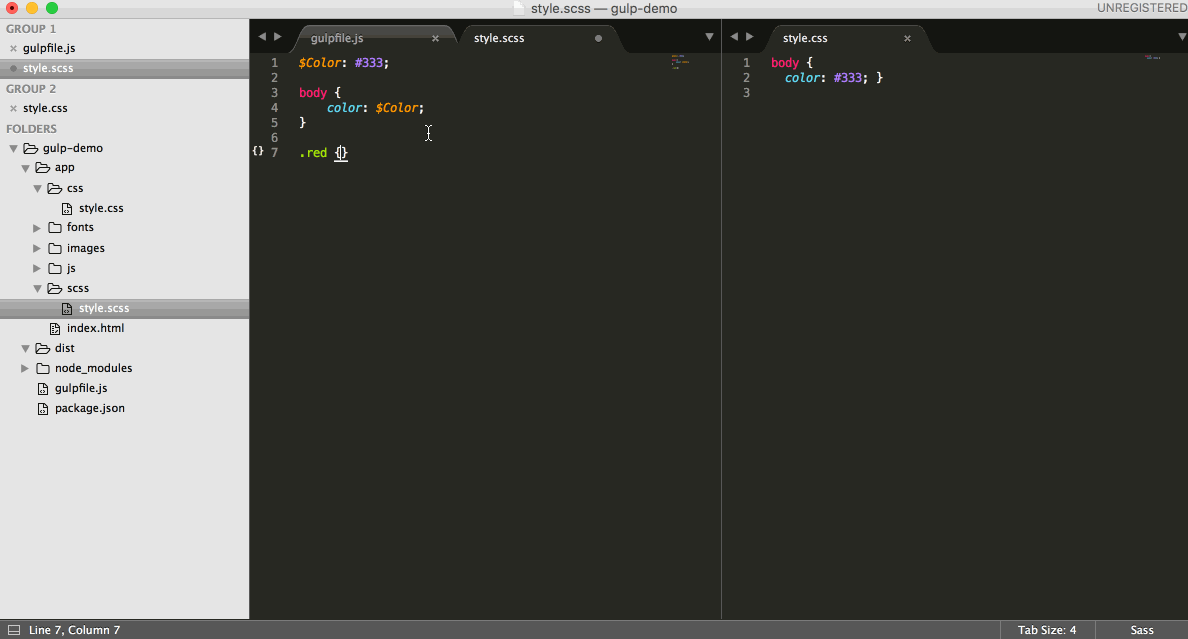 style.scss — gulp-demo
UNREGISTERED
GROUP 1
gulpfile.js
style.scss
GROUP 2
style.css
FOLDERS
gulp-demo
app
css
style.css
fonts
images
js
scss
style.scss
index.html
dist
node_modules
gulpfile.js
package.json
gulpfile.js
style.scss
1 $Color: #333;
2
3 body {
4 color: $Color;
5 }
6
{} 7 .red {}
style.css
1 body {
2 color: #333; }
3
Line 7, Column 7
Tab Size: 4
Sass